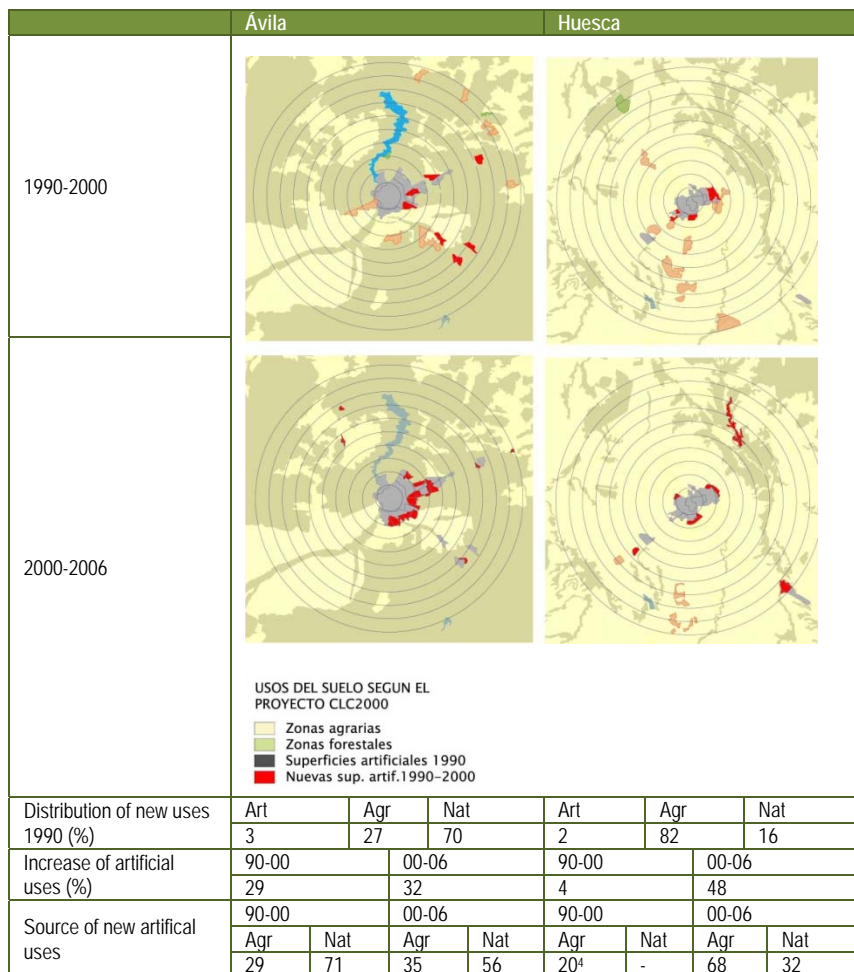 Ávila Huesca
1990-2000
2000-2006
USOS DEL SUELO SEGUN EL
PROYECTO CLC2000
Zonas agrarias
Zonas forestales
Superficies artificiales 1990
Nuevas sup. artif.1990-2000
Distribution of new uses
1990 (%)
Art Agr Nat Art Agr Nat
3 27 70 2 82 16
Increase of artificial
uses (%)
90-00 00-06 90-00 00-06
29 32 4 48
Source of new artifical
uses
90-00 00-06 90-00 00-06
Agr Nat Agr Nat Agr Nat Agr Nat
29 71 35 56 20⁴ - 68 32